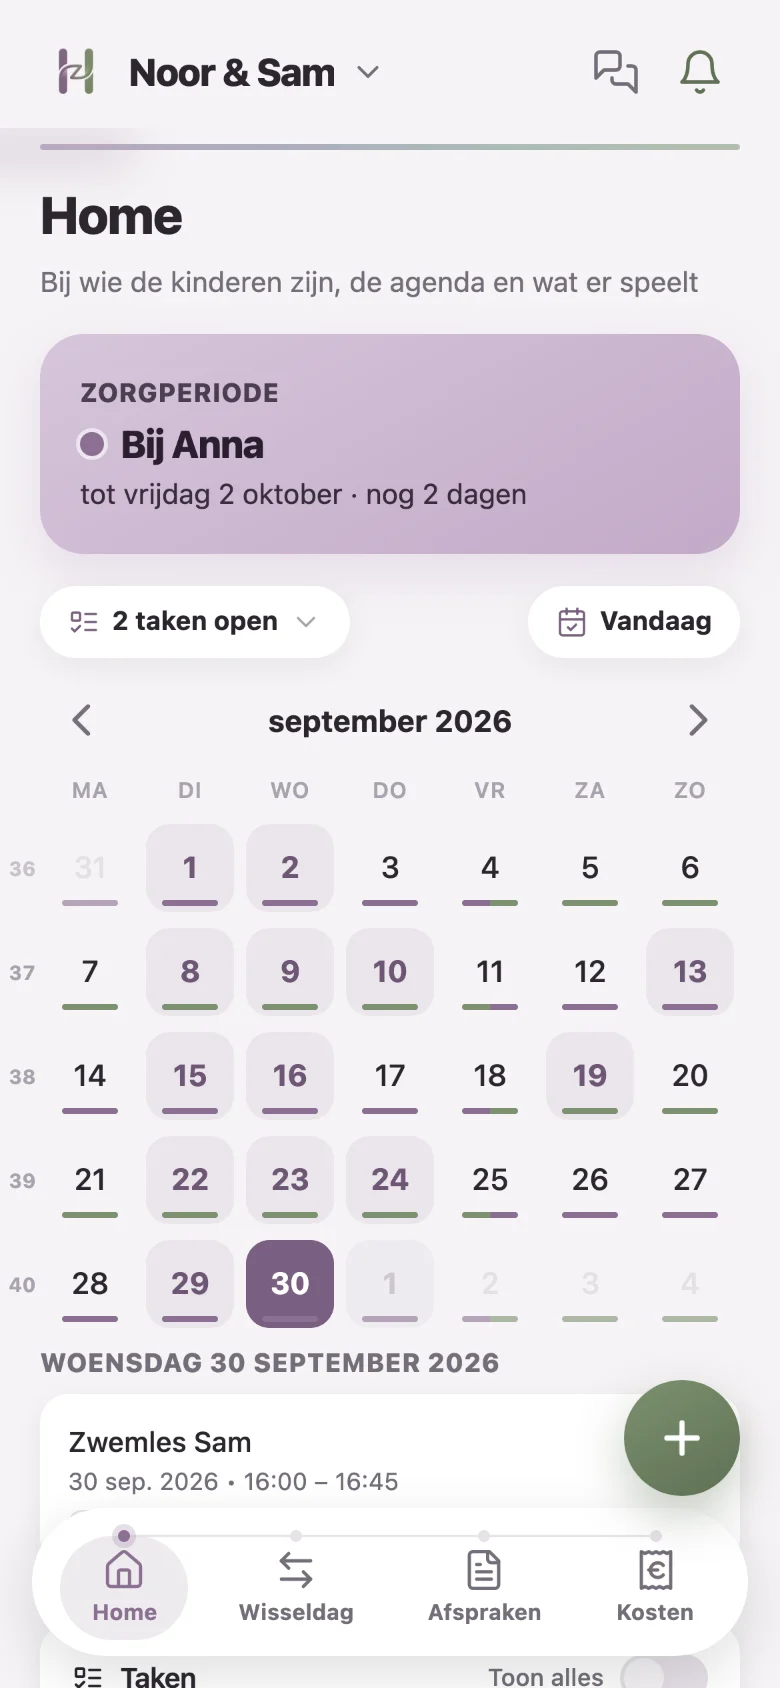 Noor & Sam
Home
Bij wie de kinderen zijn, de agenda en wat er speelt
ZORGPERIODE
Bij Anna
tot vrijdag 2 oktober · nog 2 dagen
2 taken open
Vandaag
september 2026
MA DI WO DO VR ZA ZO
36 31 1 2 3 4 5 6
37 7 8 9 10 11 12 13
38 14 15 16 17 18 19 20
39 21 22 23 24 25 26 27
40 28 29 30 1 2 3 4
WOENSDAG 30 SEPTEMBER 2026
Zwemles Sam
30 sep. 2026 • 16:00 – 16:45
Home Wisseldag Afspraken Kosten
Taken Toon alles